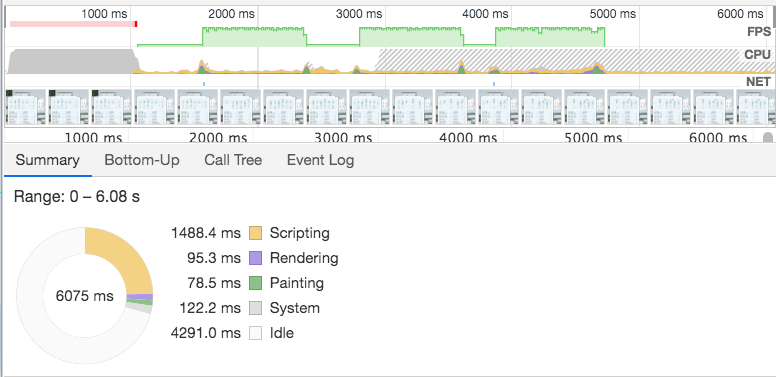 1000 ms 2000 ms 3000 ms 4000 ms 5000 ms 6000 ms
FPS
CPU
NET
1000 ms 2000 ms 3000 ms 4000 ms 5000 ms 6000 ms
Summary Bottom-Up Call Tree Event Log
Range: 0 – 6.08 s
1488.4 ms Scripting
95.3 ms Rendering
78.5 ms Painting
6075 ms
122.2 ms System
4291.0 ms Idle